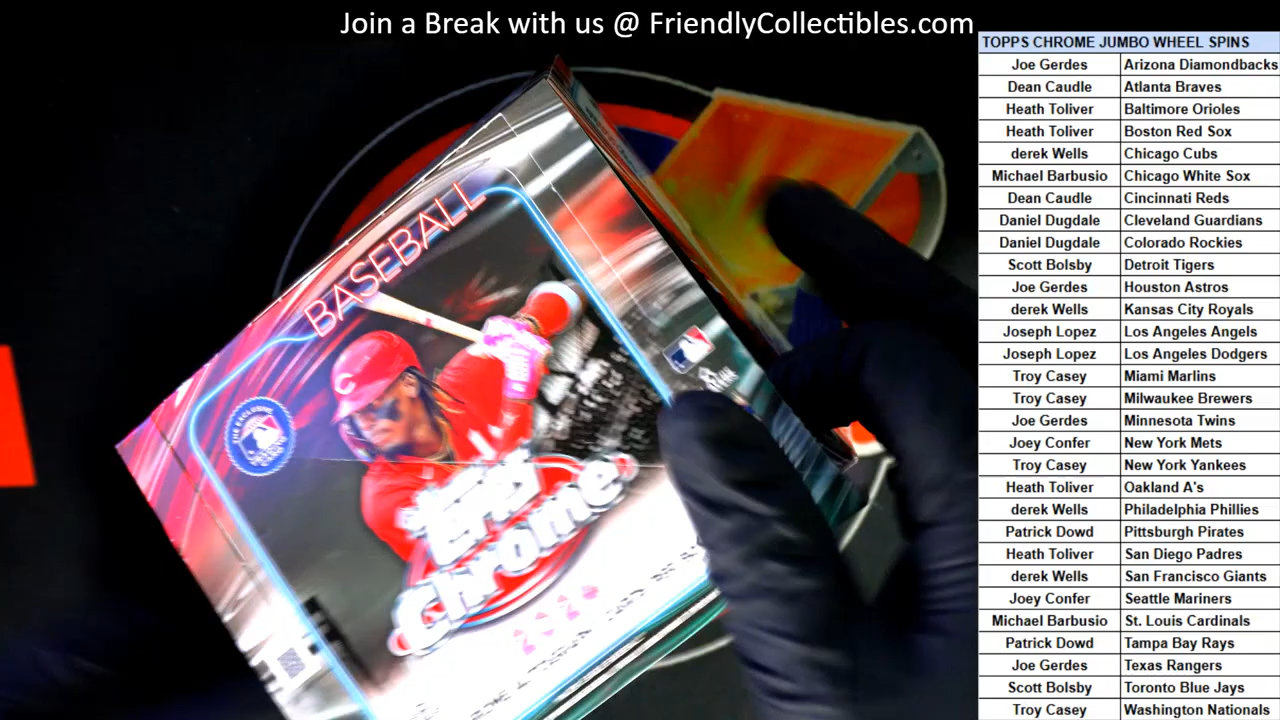 Join a Break with us @ FriendlyCollectibles.com
TOPPS CHROME JUMBO WHEEL SPINS
Joe Gerdes Arizona Diamondbacks
Dean Caudle Atlanta Braves
Heath Toliver Baltimore Orioles
Heath Toliver Boston Red Sox
derek Wells Chicago Cubs
Michael Barbusio Chicago White Sox
Dean Caudle Cincinnati Reds
Daniel Dugdale Cleveland Guardians
Daniel Dugdale Colorado Rockies
Scott Bolsby Detroit Tigers
Joe Gerdes Houston Astros
derek Wells Kansas City Royals
Joseph Lopez Los Angeles Angels
Joseph Lopez Los Angeles Dodgers
Troy Casey Miami Marlins
Troy Casey Milwaukee Brewers
Joe Gerdes Minnesota Twins
Joey Confer New York Mets
Troy Casey New York Yankees
Heath Toliver Oakland A's
derek Wells Philadelphia Phillies
Patrick Dowd Pittsburgh Pirates
Heath Toliver San Diego Padres
derek Wells San Francisco Giants
Joey Confer Seattle Mariners
Michael Barbusio St. Louis Cardinals
Patrick Dowd Tampa Bay Rays
Joe Gerdes Texas Rangers
Scott Bolsby Toronto Blue Jays
Troy Casey Washington Nationals
BASEBALL
C
Topps
Chrome